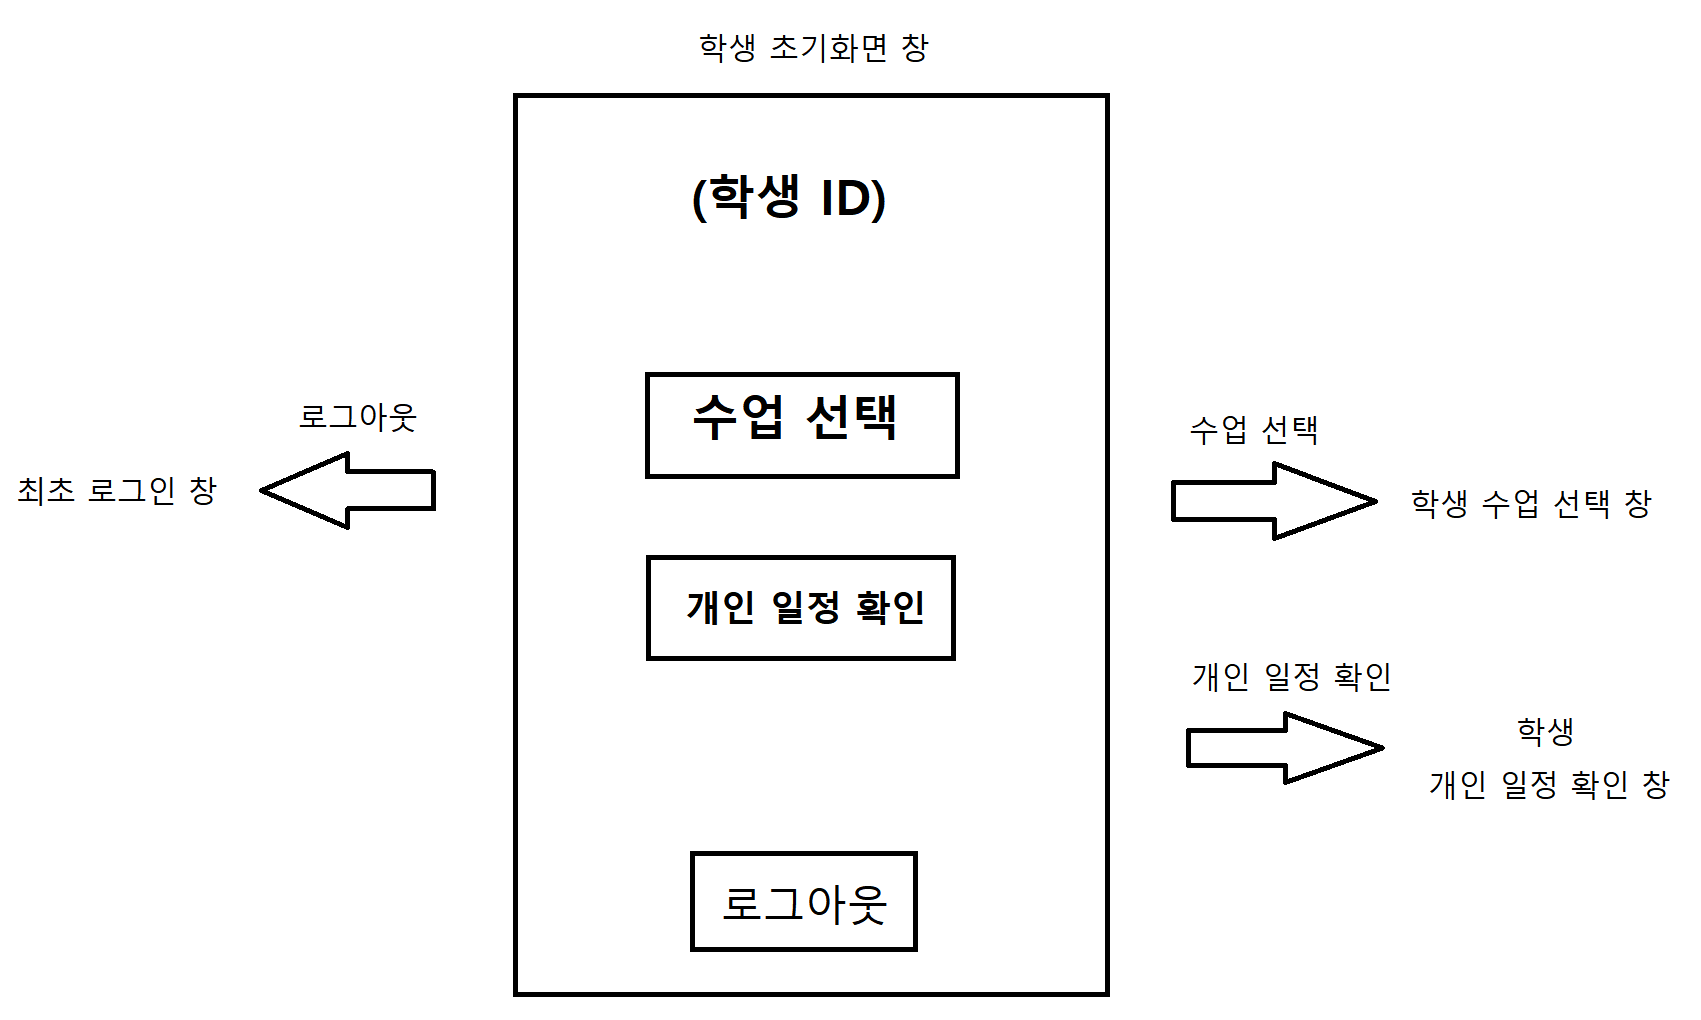 학생 초기화면 창
(학생 ID)
수업 선택
개인 일정 확인
로그아웃
로그아웃
최초 로그인 창
수업 선택
학생 수업 선택 창
개인 일정 확인
학생
개인 일정 확인 창